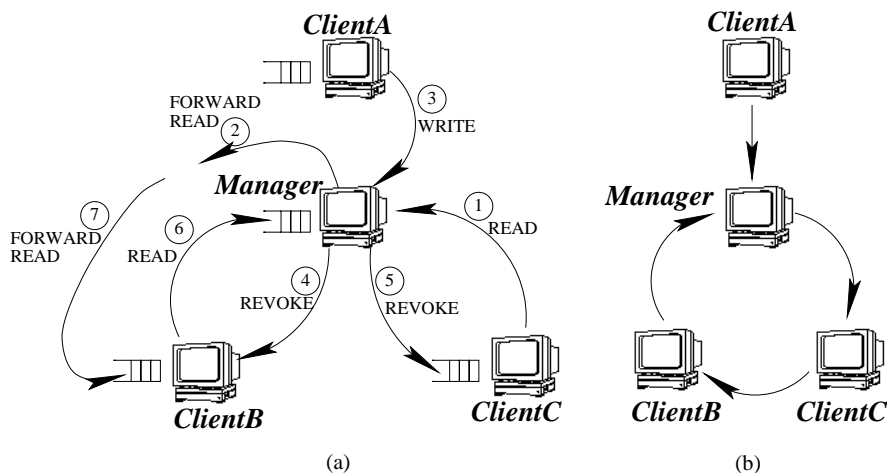 ClientA
3
WRITE
FORWARD
READ
2
Manager
1
READ
7
FORWARD
READ
6
READ
4
REVOKE
5
REVOKE
ClientB
ClientC
(a)
ClientA
Manager
ClientB
ClientC
(b)